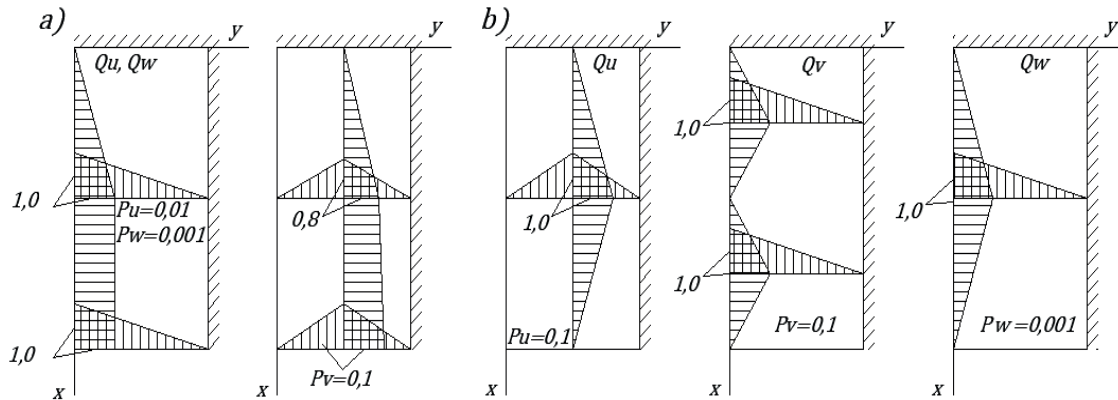 a)
y
y
b)
y
y
y
Qu, Qw
Qu
Qv
Qw
1,0
1,0
1,0
0,8
1,0
Pu=0,01
Pw=0,001
1,0
1,0
Pu=0,1
Pv=0,1
Pw=0,001
Pv=0,1
x
x
x
x
x